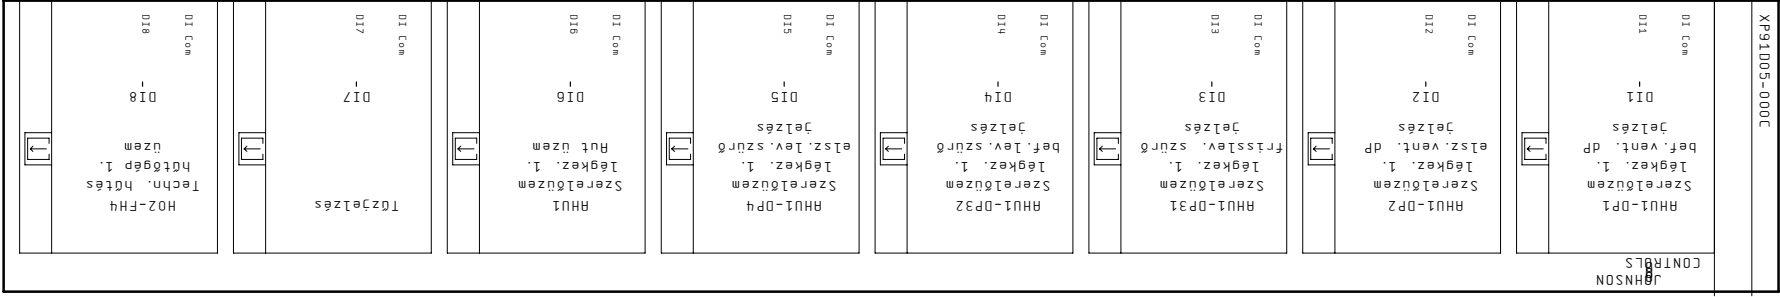 JOHNSON
CONTROLS
8
XP91D05-000C
AHU1-DP1
Szerelőüzem
légkez. 1.
bef. vent. dP
jelzés
DI1
-
DI Com
DI1
AHU1-DP2
Szerelőüzem
légkez. 1.
elsz. vent. dP
jelzés
DI2
-
DI Com
DI2
AHU1-DP31
Szerelőüzem
légkez. 1.
frisslev. szűrő
jelzés
DI3
-
DI Com
DI3
AHU1-DP32
Szerelőüzem
légkez. 1.
bef.lev.szűrő
jelzés
DI4
-
DI Com
DI4
AHU1-DP4
Szerelőüzem
légkez. 1.
elsz.lev.szűrő
jelzés
DI5
-
DI Com
DI5
AHU1
Szerelőüzem
légkez. 1.
Aut üzem
DI6
-
DI Com
DI6
Tűzjelzés
DI7
-
DI Com
DI7
H02-FH4
Techn. hűtés
hűtőgép 1.
üzem
DI8
-
DI Com
DI8